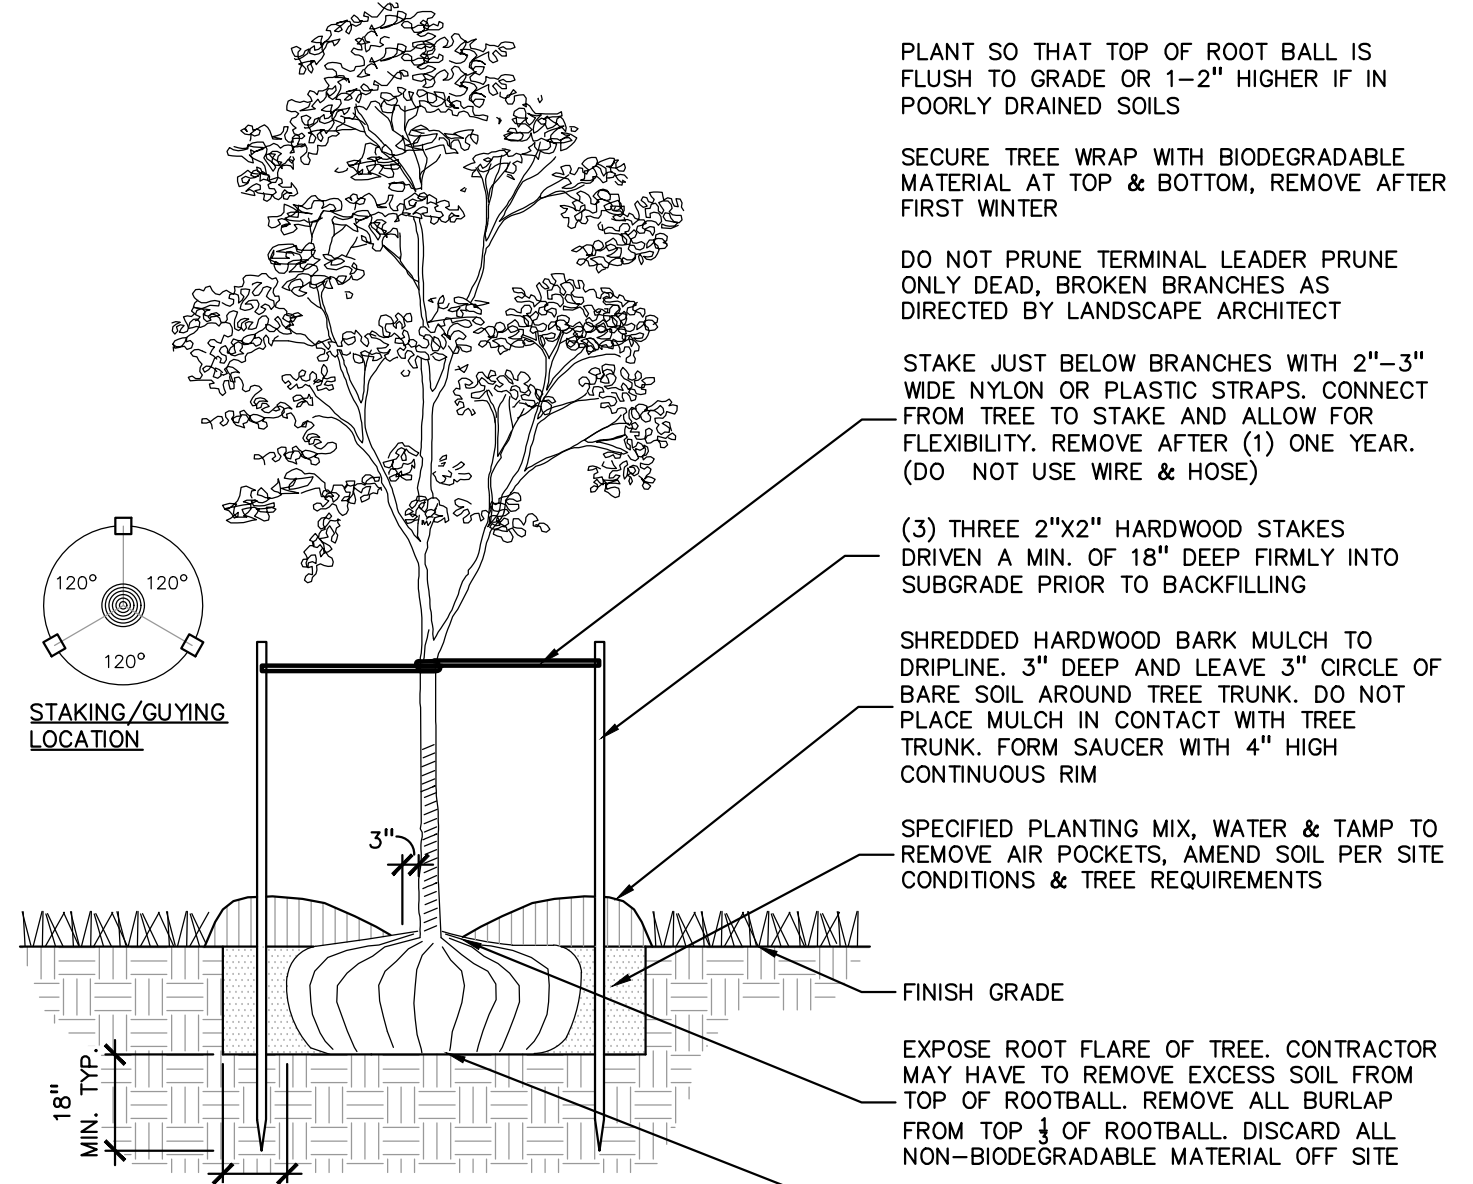 PLANT SO THAT TOP OF ROOT BALL IS
FLUSH TO GRADE OR 1-2" HIGHER IF IN
POORLY DRAINED SOILS
SECURE TREE WRAP WITH BIODEGRADABLE
MATERIAL AT TOP & BOTTOM, REMOVE AFTER
FIRST WINTER
DO NOT PRUNE TERMINAL LEADER PRUNE
ONLY DEAD, BROKEN BRANCHES AS
DIRECTED BY LANDSCAPE ARCHITECT
STAKE JUST BELOW BRANCHES WITH 2"-3"
WIDE NYLON OR PLASTIC STRAPS. CONNECT
FROM TREE TO STAKE AND ALLOW FOR
FLEXIBILITY. REMOVE AFTER (1) ONE YEAR.
(DO NOT USE WIRE & HOSE)
(3) THREE 2"X2" HARDWOOD STAKES
DRIVEN A MIN. OF 18" DEEP FIRMLY INTO
SUBGRADE PRIOR TO BACKFILLING
SHREDDED HARDWOOD BARK MULCH TO
DRIPLINE. 3" DEEP AND LEAVE 3" CIRCLE OF
BARE SOIL AROUND TREE TRUNK. DO NOT
PLACE MULCH IN CONTACT WITH TREE
TRUNK. FORM SAUCER WITH 4" HIGH
CONTINUOUS RIM
SPECIFIED PLANTING MIX, WATER & TAMP TO
REMOVE AIR POCKETS, AMEND SOIL PER SITE
CONDITIONS & TREE REQUIREMENTS
FINISH GRADE
EXPOSE ROOT FLARE OF TREE. CONTRACTOR
MAY HAVE TO REMOVE EXCESS SOIL FROM
TOP OF ROOTBALL. REMOVE ALL BURLAP
FROM TOP 1/3 OF ROOTBALL. DISCARD ALL
NON-BIODEGRADABLE MATERIAL OFF SITE
120° 120°
120°
STAKING/GUYING
LOCATION
3"
18"
MIN. TYP.